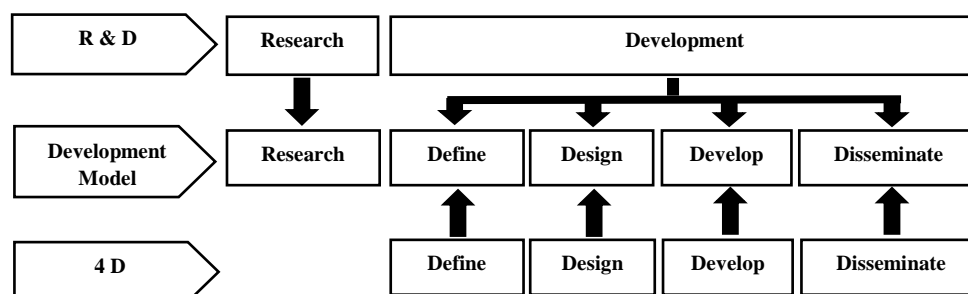 R & D
Research
Development
Development
Model
Research
Define
Design
Develop
Disseminate
4 D
Define
Design
Develop
Disseminate